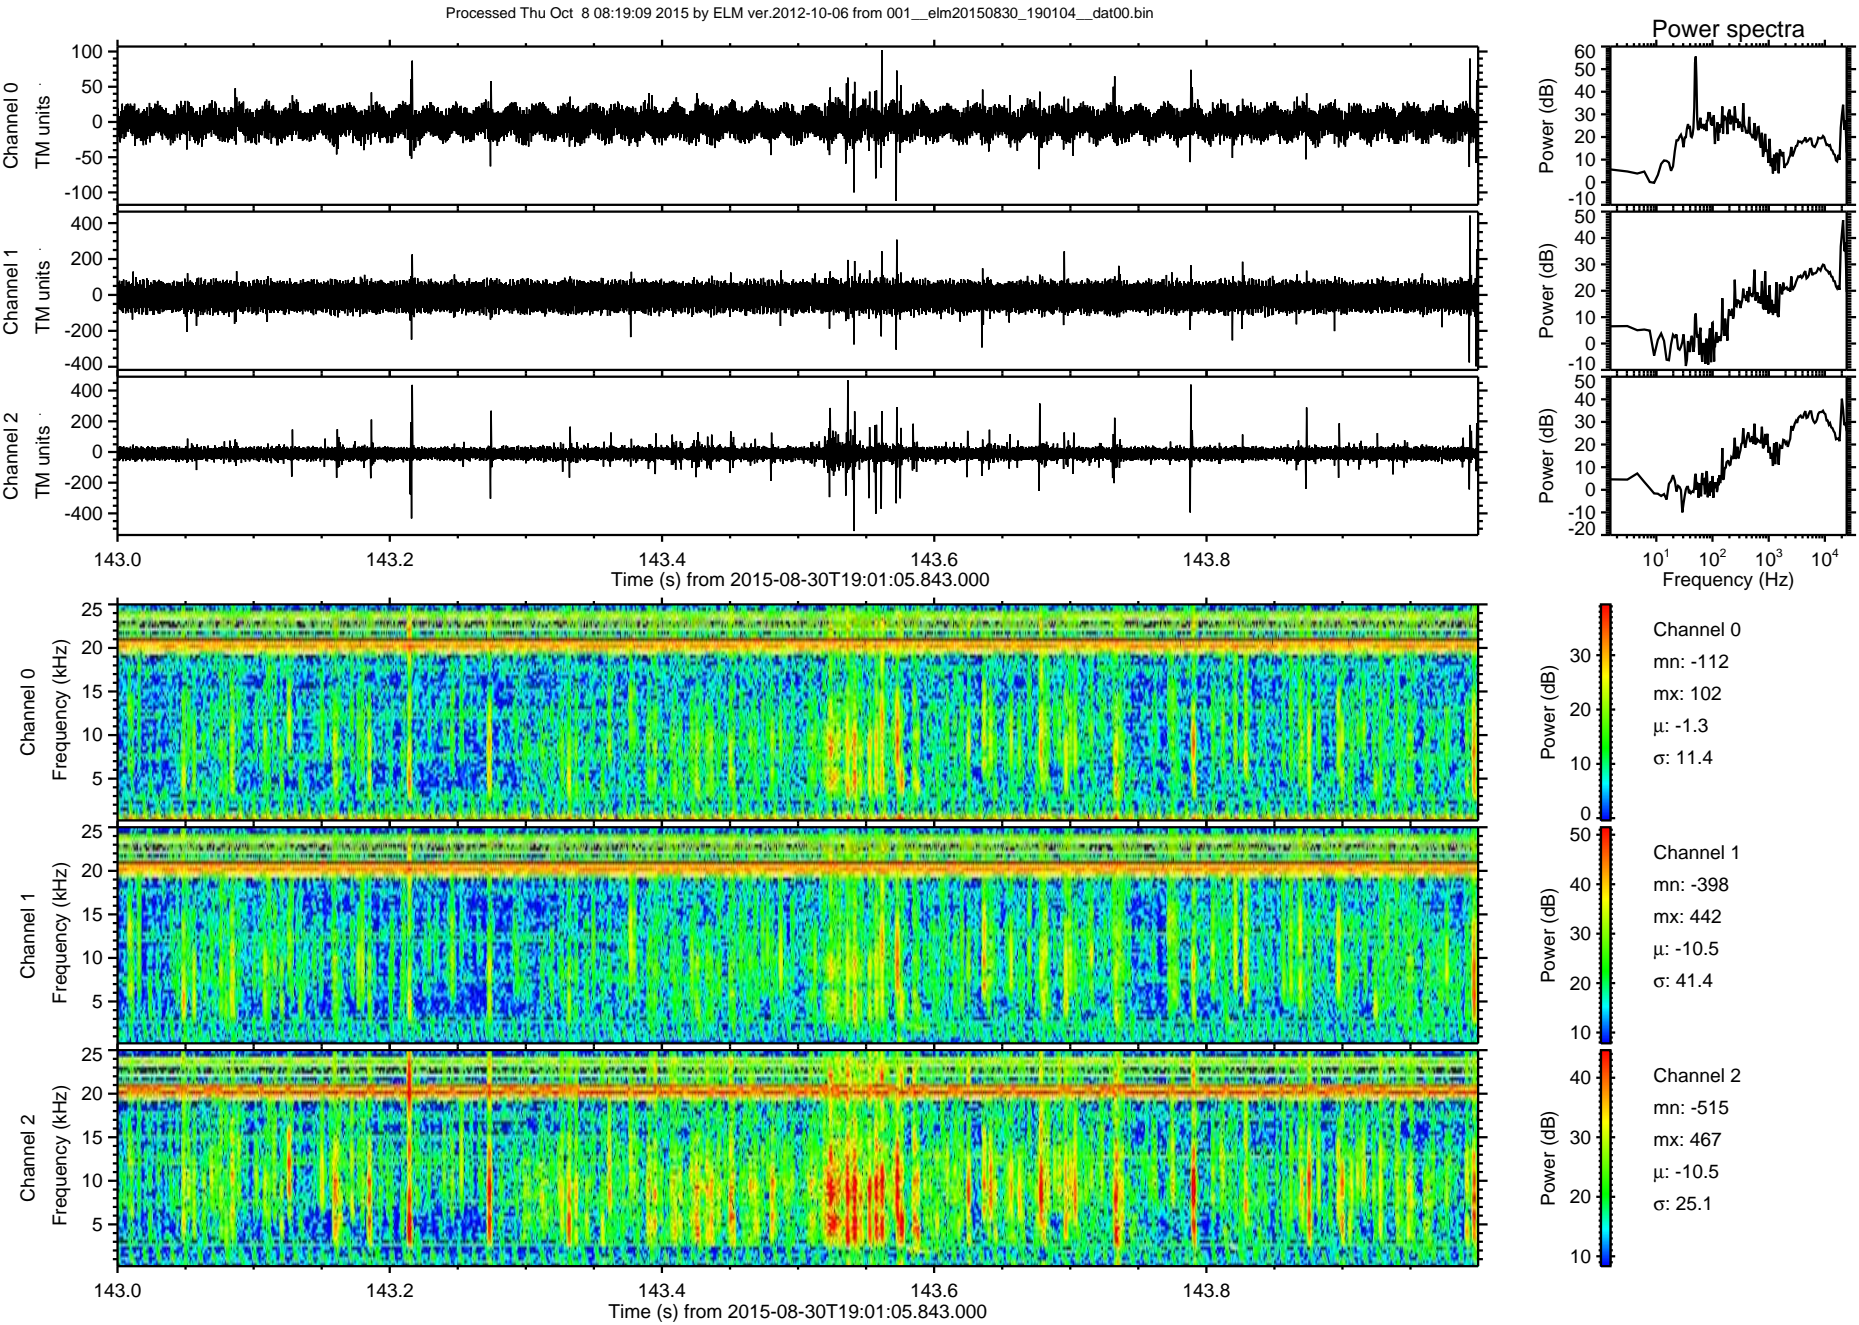 Processed Thu Oct  8 08:19:09 2015 by ELM ver.2012-10-06 from 001__elm20150830_190104__dat00.bin
Power spectra
Channel 0
TM units
100
50
0
-50
-100
Power (dB)
60
50
40
30
20
10
0
-10
Channel 1
TM units
400
200
0
-200
-400
Power (dB)
50
40
30
20
10
0
-10
Channel 2
TM units
400
200
0
-200
-400
Power (dB)
50
40
30
20
10
0
-10
-20
143.0 143.2 143.4 143.6 143.8
Time (s) from 2015-08-30T19:01:05.843.000
10^1 10^2 10^3 10^4
Frequency (Hz)
Channel 0
Frequency (kHz)
25
20
15
10
5
Power (dB)
30
20
10
0
Channel 0
mn: -112
mx: 102
μ: -1.3
σ: 11.4
Channel 1
Frequency (kHz)
25
20
15
10
5
Power (dB)
50
40
30
20
10
Channel 1
mn: -398
mx: 442
μ: -10.5
σ: 41.4
Channel 2
Frequency (kHz)
25
20
15
10
5
Power (dB)
40
30
20
10
Channel 2
mn: -515
mx: 467
μ: -10.5
σ: 25.1
143.0 143.2 143.4 143.6 143.8
Time (s) from 2015-08-30T19:01:05.843.000